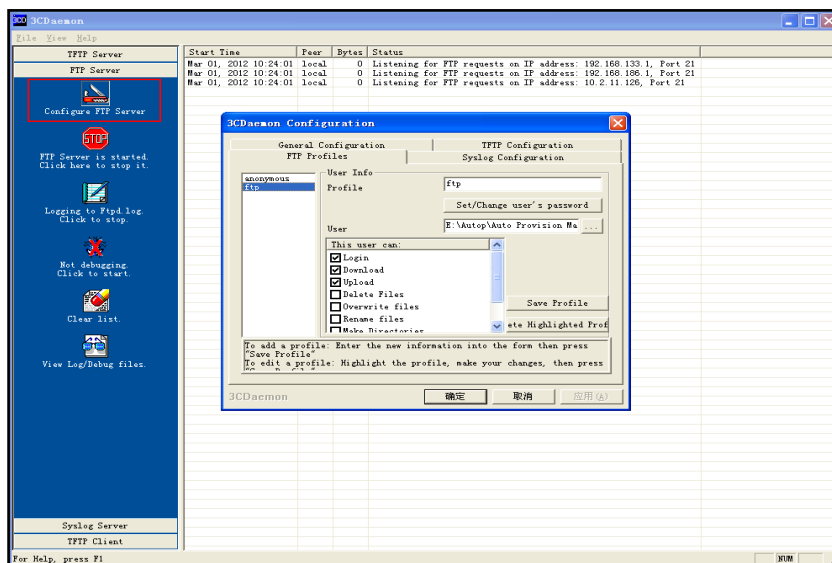 3CDaemon
File View Help
TFTP Server
FTP Server
Configure FTP Server
STOP
FTP Server is started.
Click here to stop it.
Logging to Ftpd.log.
Click to stop.
Not debugging.
Click to start.
Clear list.
View Log/Debug files.
Syslog Server
TFTP Client
Start Time Peer Bytes Status
Mar 01, 2012 10:24:01 local 0 Listening for FTP requests on IP address: 192.168.133.1, Port 21
Mar 01, 2012 10:24:01 local 0 Listening for FTP requests on IP address: 192.168.186.1, Port 21
Mar 01, 2012 10:24:01 local 0 Listening for FTP requests on IP address: 10.2.11.126, Port 21
3CDaemon Configuration
General Configuration TFTP Configuration
FTP Profiles Syslog Configuration
anonymous
ftp
User Info
Profile ftp
Set/Change user's password
User E:\Autop\Auto Provision Ma ...
This user can:
Login
Download
Upload
Delete Files
Overwrite files
Rename files
Make Directories
Save Profile
ete Highlighted Prof
To add a profile: Enter the new information into the form then press
"Save Profile"
To edit a profile: Highlight the profile, make your changes, then press
3CDaemon
确定 取消 应用(A)
For Help, press F1
NUM